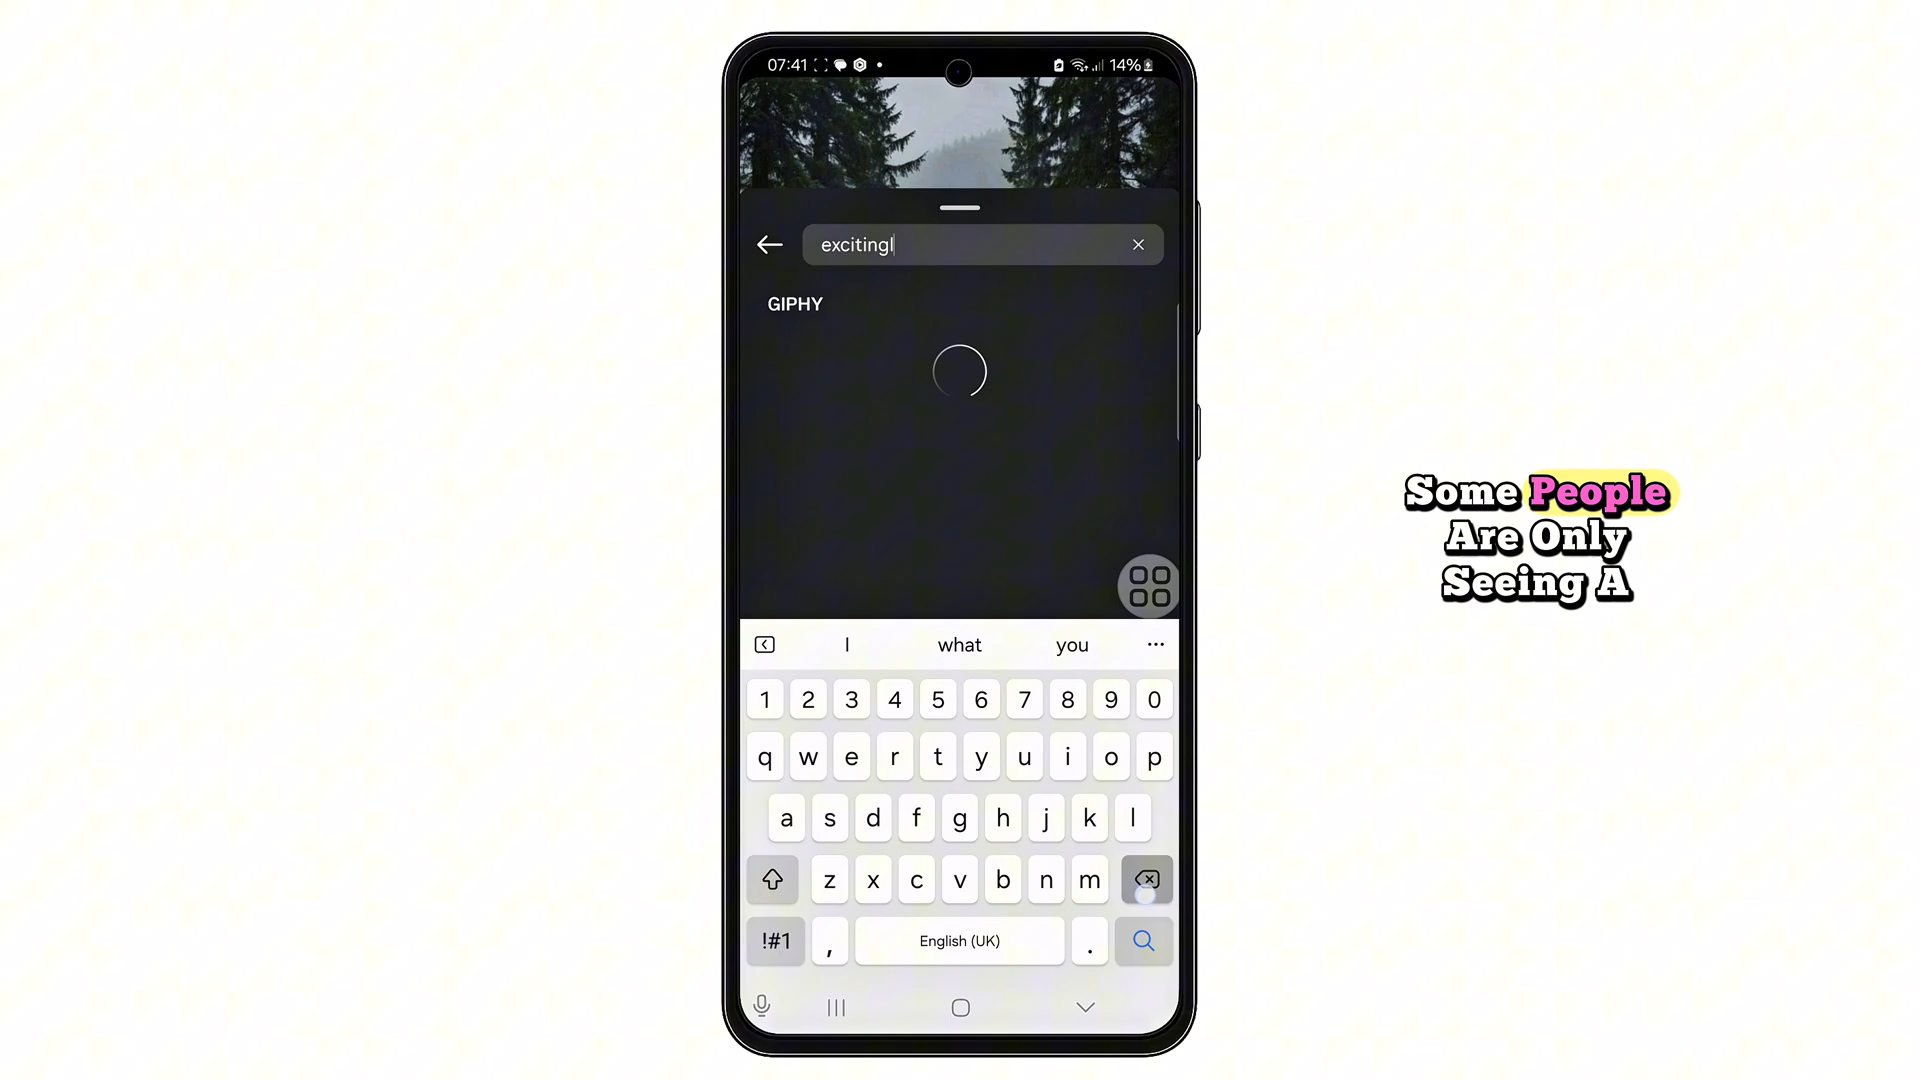 07:41
14%
exciting
GIPHY
I
what
you
1 2 3 4 5 6 7 8 9 0
q w e r t y u i o p
a s d f g h j k l
z x c v b n m
!#1
,
English (UK)
.
Some People
Are Only
Seeing A